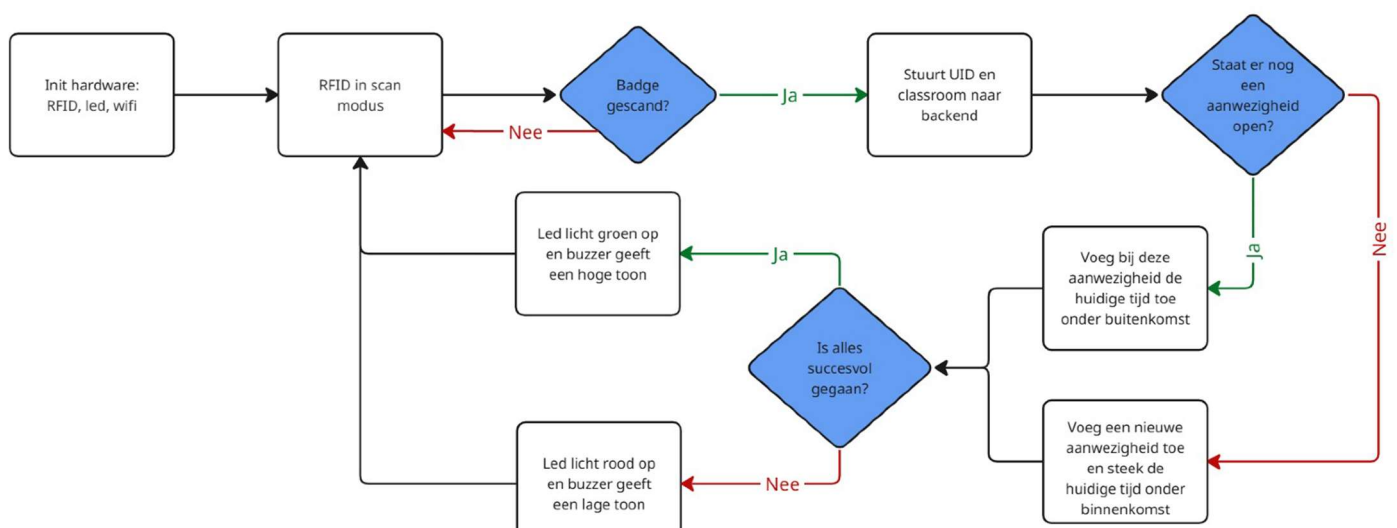 Init hardware:
RFID, led, wifi
RFID in scan
modus
Badge
gescand?
Ja
Nee
Stuurt UID en
classroom naar
backend
Staat er nog
een
aanwezigheid
open?
Nee
Ja
Voeg bij deze
aanwezigheid de
huidige tijd toe
onder buitenkomst
Voeg een nieuwe
aanwezigheid toe
en steek de
huidige tijd onder
binnenkomst
Is alles
succesvol
gegaan?
Ja
Led licht groen op
en buzzer geeft
een hoge toon
Nee
Led licht rood op
en buzzer geeft
een lage toon